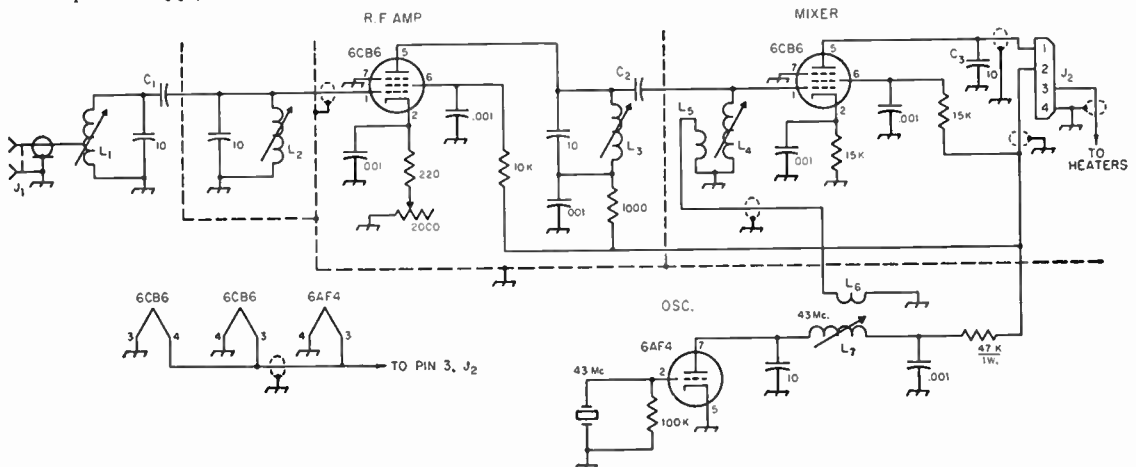 R.F AMP
MIXER
6CB6
5
7
6
1
2
C1
10
10
L1
L2
J1
.001
.001
220
2000
10K
C2
10
L3
.001
1000
6CB6
5
7
6
1
2
L5
L4
.001
.001
15K
15K
C3
10
1
2
3
4
J2
TO
HEATERS
6CB6
6CB6
6AF4
3
4
4
3
4
3
TO PIN 3, J2
OSC.
L6
43 Mc.
L7
6AF4
7
2
5
43 Mc
100K
10
.001
47 K
1W.